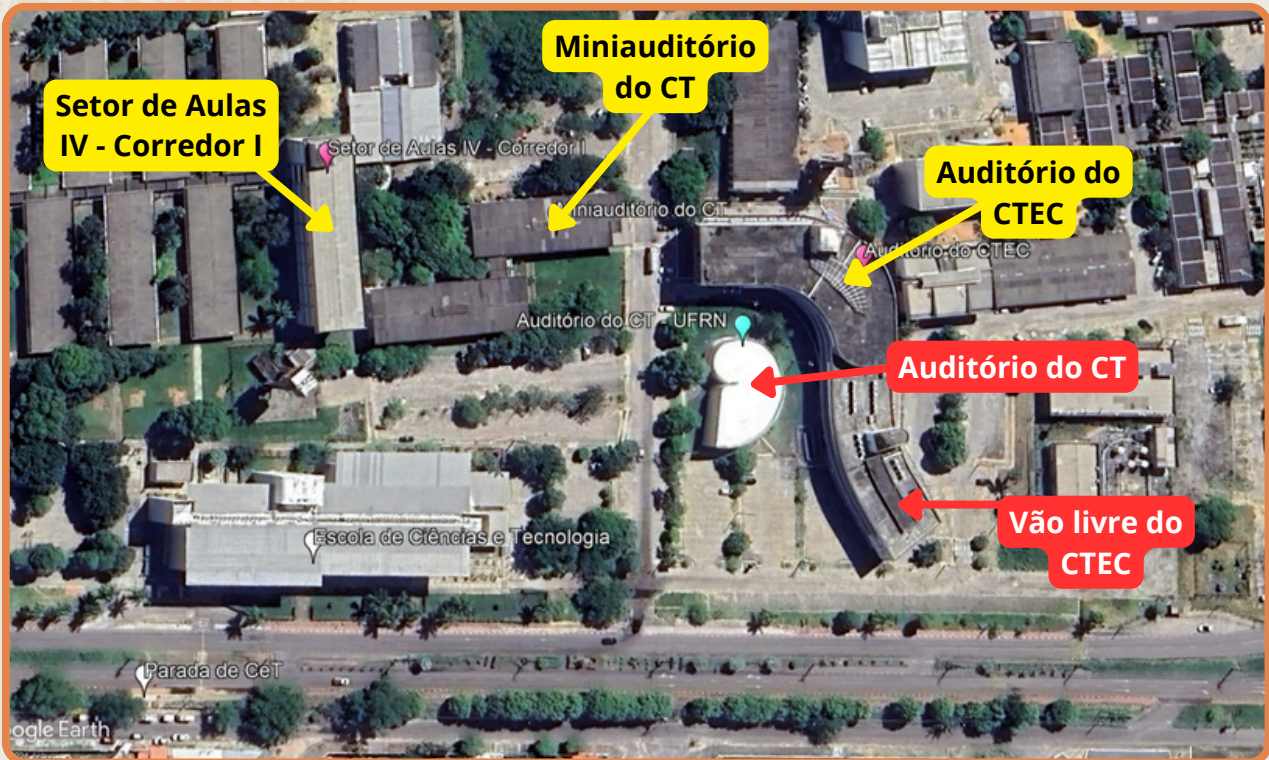 Miniauditório
do CT
Setor de Aulas
IV - Corredor I
Setor de Aulas IV - Corredor I
Auditório do
CTEC
Miniauditório do CT
Auditório do CTEC
Auditório do CT - UFRN
Auditório do CT
Vão livre do
CTEC
Escola de Ciências e Tecnologia
Parada de CeT
oogle Earth